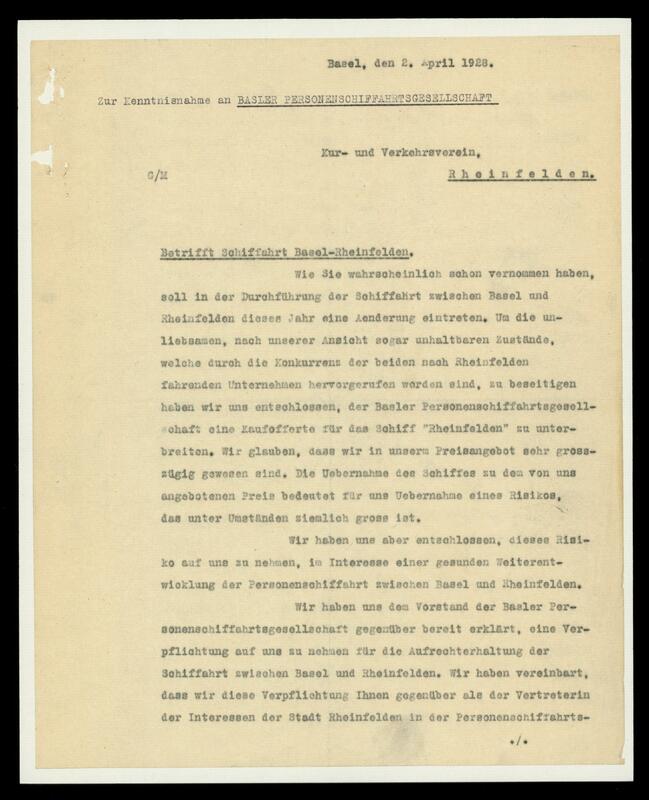 Basel, den 2. April 1928.
Zur Kenntnisnahme an BASLER PERSONENSCHIFFAHRTSGESELLSCHAFT
Kur- und Verkehrsverein,
G/M
Rheinfelden.
Betrifft Schiffahrt Basel-Rheinfelden.
Wie Sie wahrscheinlich schon vernommen haben,
soll in der Durchführung der Schiffahrt zwischen Basel und
Rheinfelden dieses Jahr eine Aenderung eintreten. Um die un-
liebsamen, nach unserer Ansicht sogar unhaltbaren Zustände,
welche durch die Konkurrenz der beiden nach Rheinfelden
fahrenden Unternehmen hervorgerufen worden sind, zu beseitigen
haben wir uns entschlossen, der Basler Personenschiffahrtsgesell-
schaft eine Kaufofferte für das Schiff "Rheinfelden" zu unter-
breiten. Wir glauben, dass wir in unserm Preisangebot sehr gross-
zügig gewesen sind. Die Uebernahme des Schiffes zu dem von uns
angebotenen Preis bedeutet für uns Uebernahme eines Risikos,
das unter Umständen ziemlich gross ist.
Wir haben uns aber entschlossen, dieses Risi-
ko auf uns zu nehmen, im Interesse einer gesunden Weiterent-
wicklung der Personenschiffahrt zwischen Basel und Rheinfelden.
Wir haben uns dem Vorstand der Basler Per-
sonenschiffahrtsgesellschaft gegenüber bereit erklärt, eine Ver-
pflichtung auf uns zu nehmen für die Aufrechterhaltung der
Schiffahrt zwischen Basel und Rheinfelden. Wir haben vereinbart,
dass wir diese Verpflichtung Ihnen gegenüber als der Vertreterin
der Interessen der Stadt Rheinfelden in der Personenschiffahrts-
./.